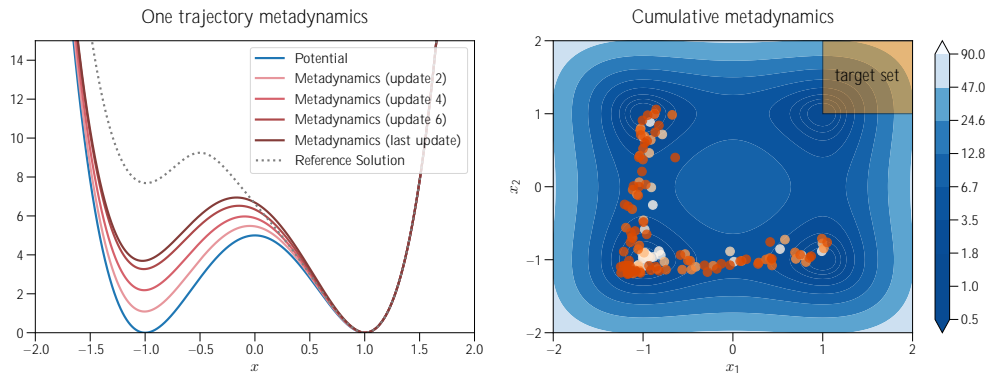 One trajectory metadynamics
14
12
10
8
6
4
2
0
−2.0 −1.5 −1.0 −0.5 0.0 0.5 1.0 1.5 2.0
x
Potential
Metadynamics (update 2)
Metadynamics (update 4)
Metadynamics (update 6)
Metadynamics (last update)
Reference Solution
Cumulative metadynamics
target set
2
1
0
−1
−2
x2
−2 −1 0 1 2
x1
90.0
47.0
24.6
12.8
6.7
3.5
1.8
1.0
0.5